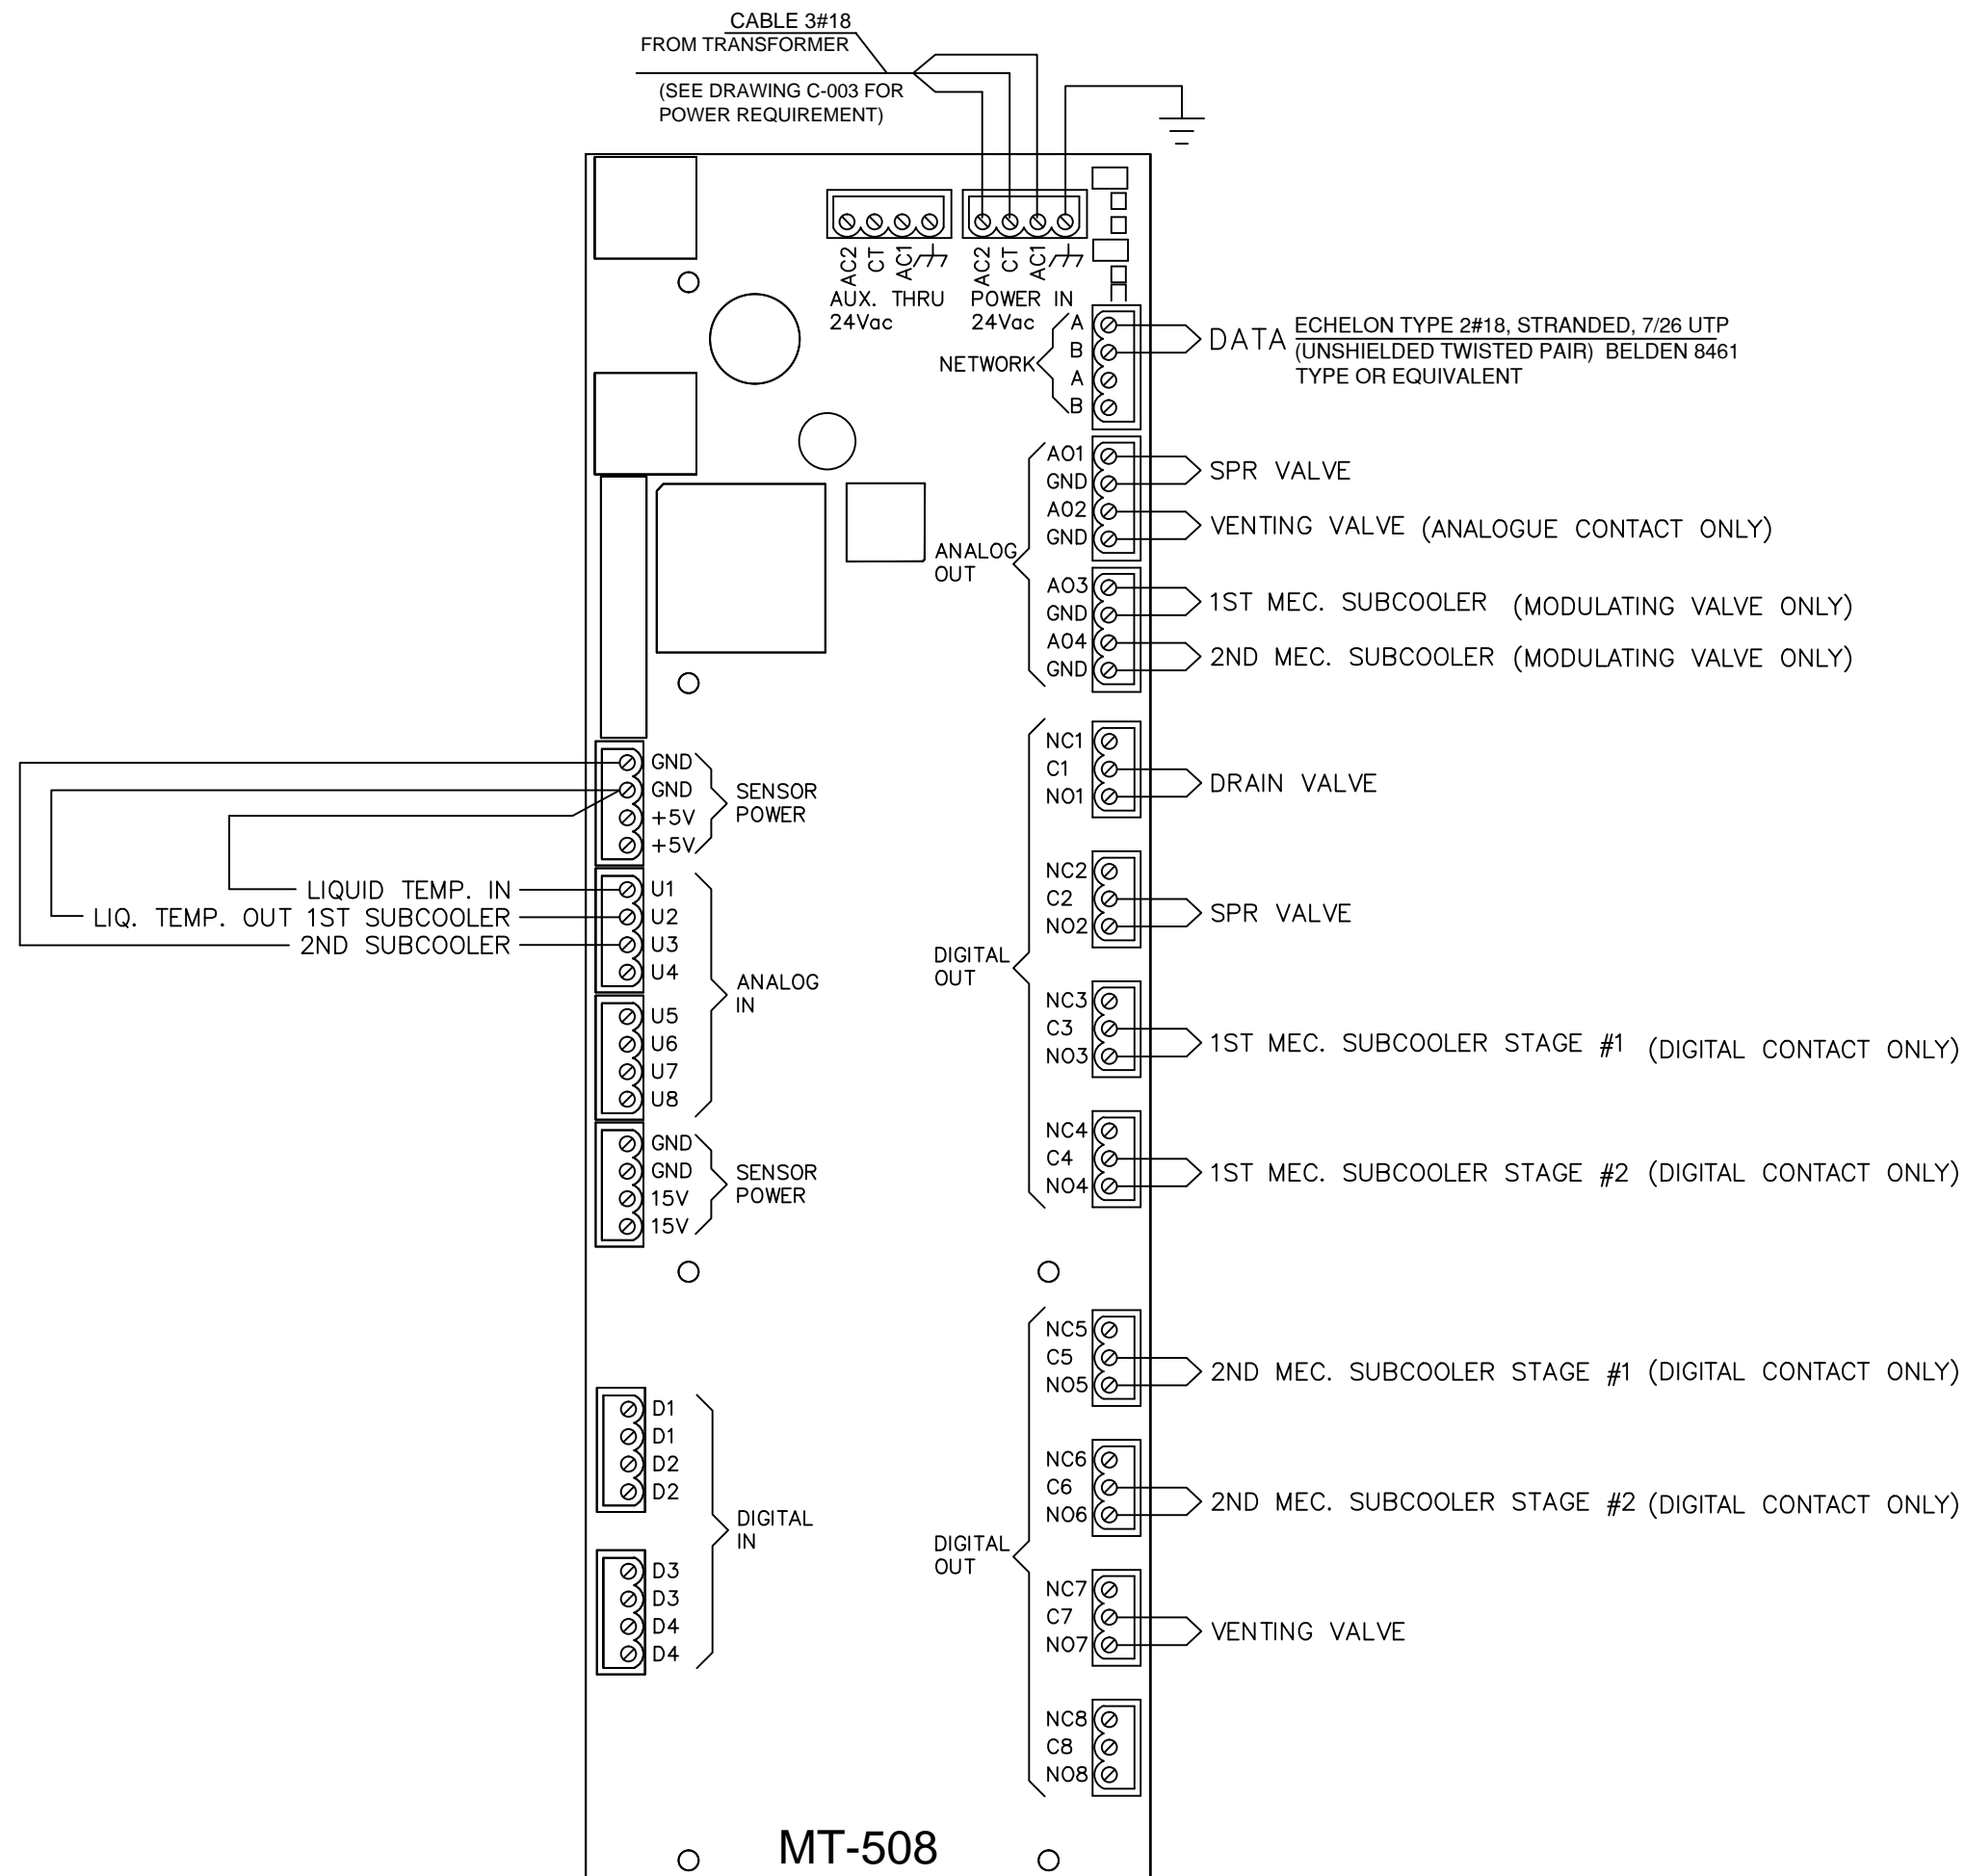 CABLE 3#18
FROM TRANSFORMER
(SEE DRAWING C-003 FOR
POWER REQUIREMENT)
AC2 CT AC1
AUX. THRU
24Vac
AC2 CT AC1
POWER IN
24Vac
NETWORK
A
B
A
B
DATA
ECHELON TYPE 2#18, STRANDED, 7/26 UTP
(UNSHIELDED TWISTED PAIR) BELDEN 8461
TYPE OR EQUIVALENT
ANALOG
OUT
AO1
GND
SPR VALVE
AO2
GND
VENTING VALVE (ANALOGUE CONTACT ONLY)
AO3
GND
1ST MEC. SUBCOOLER (MODULATING VALVE ONLY)
AO4
GND
2ND MEC. SUBCOOLER (MODULATING VALVE ONLY)
GND
GND
+5V
+5V
SENSOR
POWER
LIQUID TEMP. IN
LIQ. TEMP. OUT 1ST SUBCOOLER
2ND SUBCOOLER
U1
U2
U3
U4
U5
U6
U7
U8
ANALOG
IN
GND
GND
15V
15V
SENSOR
POWER
D1
D1
D2
D2
D3
D3
D4
D4
DIGITAL
IN
DIGITAL
OUT
NC1
C1
NO1
DRAIN VALVE
NC2
C2
NO2
SPR VALVE
NC3
C3
NO3
1ST MEC. SUBCOOLER STAGE #1 (DIGITAL CONTACT ONLY)
NC4
C4
NO4
1ST MEC. SUBCOOLER STAGE #2 (DIGITAL CONTACT ONLY)
DIGITAL
OUT
NC5
C5
NO5
2ND MEC. SUBCOOLER STAGE #1 (DIGITAL CONTACT ONLY)
NC6
C6
NO6
2ND MEC. SUBCOOLER STAGE #2 (DIGITAL CONTACT ONLY)
NC7
C7
NO7
VENTING VALVE
NC8
C8
NO8
MT-508